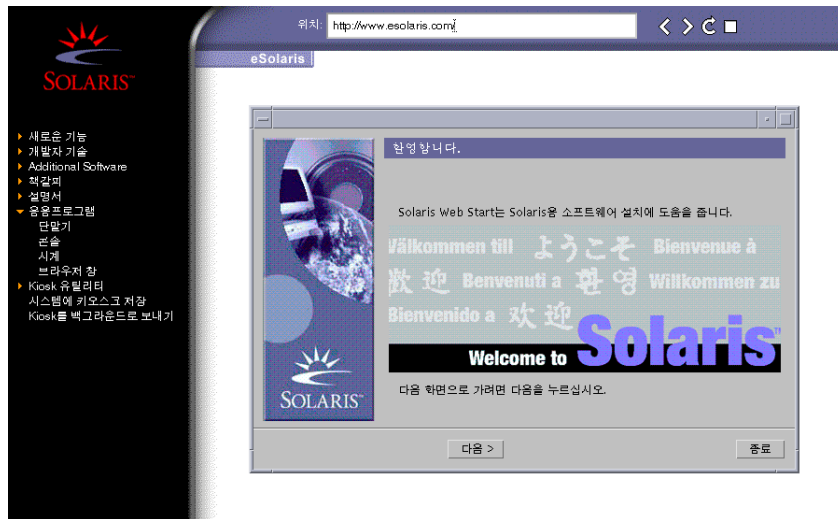 위치: http://www.esolaris.com/
eSolaris
SOLARIS
새로운 기능
개발자 기술
Additional Software
책갈피
설명서
응용프로그램
단말기
콘솔
시계
브라우저 창
Kiosk 유틸리티
시스템에 키오스크 저장
Kiosk를 백그라운드로 보내기
환영합니다.
Solaris Web Start는 Solaris용 소프트웨어 설치에 도움을 줍니다.
Välkommen till ようこそ Bienvenue à
歡迎 Benvenuti a 환영 Willkommen zu
Bienvenido a 欢迎
Welcome to Solaris
SOLARIS
다음 화면으로 가려면 다음을 누르십시오.
다음 >
종료